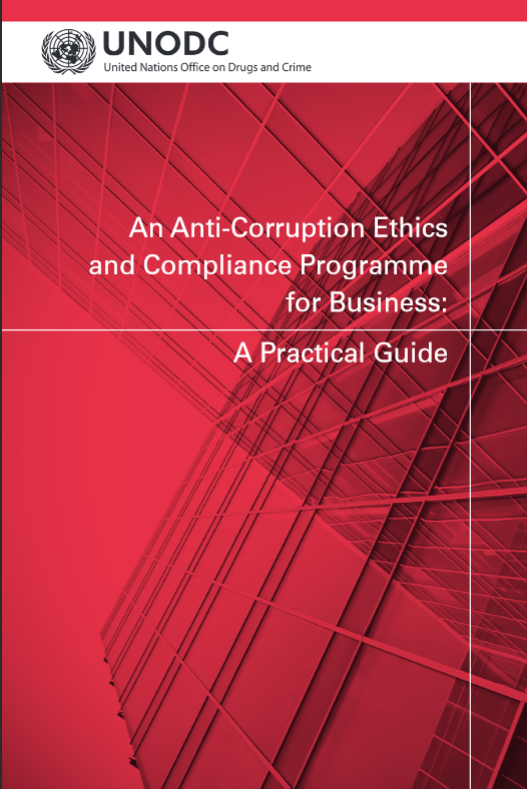 UNODC
United Nations Office on Drugs and Crime
An Anti-Corruption Ethics
and Compliance Programme
for Business:
A Practical Guide